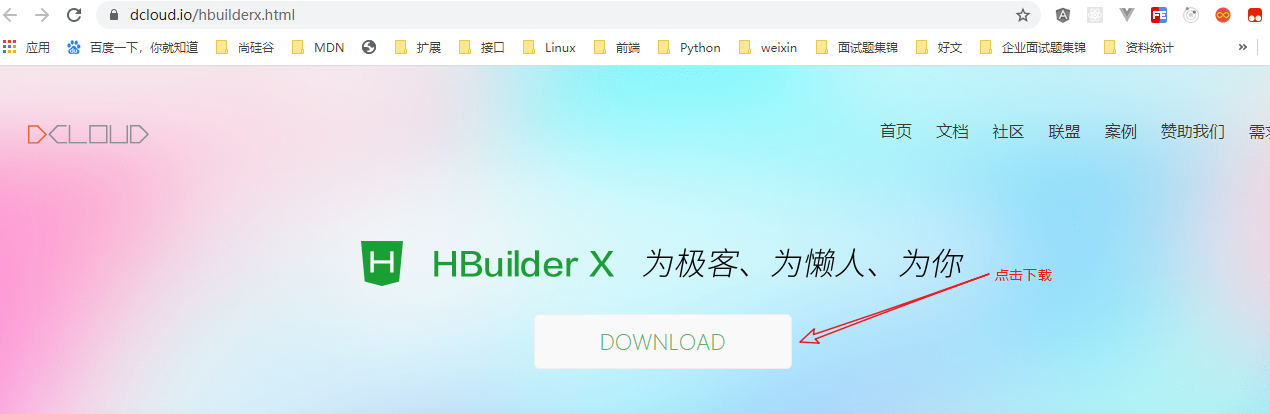 dcloud.io/hbuilderx.html
应用 百度一下，你就知道 尚硅谷 MDN 扩展 接口 Linux 前端 Python weixin 面试题集锦 好文 企业面试题集锦 资料统计 »
DCLOUD 首页 文档 社区 联盟 案例 赞助我们 需求
H HBuilder X 为极客、为懒人、为你
点击下载
DOWNLOAD